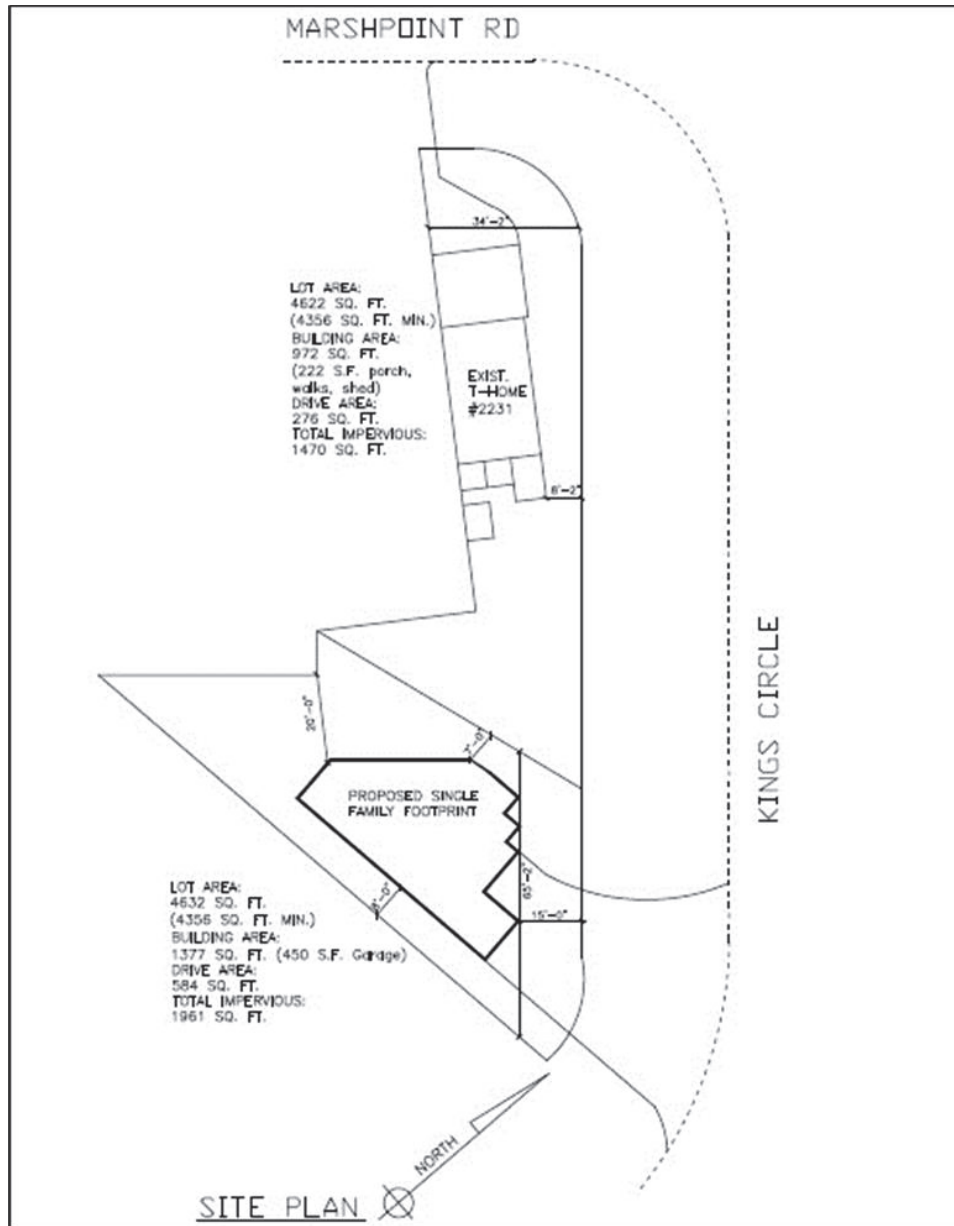 MARSHPOINT RD
34'-2"
LOT AREA:
4622 SQ. FT.
(4356 SQ. FT. MIN.)
BUILDING AREA:
972 SQ. FT.
(222 S.F. porch,
walks, shed)
DRIVE AREA:
276 SQ. FT.
TOTAL IMPERVIOUS:
1470 SQ. FT.
EXIST.
T-HOME
#2231
8'-2"
KINGS CIRCLE
20'-0"
7'-0"
PROPOSED SINGLE
FAMILY FOOTPRINT
65'-2"
15'-0"
LOT AREA:
4632 SQ. FT.
(4356 SQ. FT. MIN.)
BUILDING AREA:
1377 SQ. FT. (450 S.F. Garage)
DRIVE AREA:
584 SQ. FT.
TOTAL IMPERVIOUS:
1961 SQ. FT.
NORTH
SITE PLAN